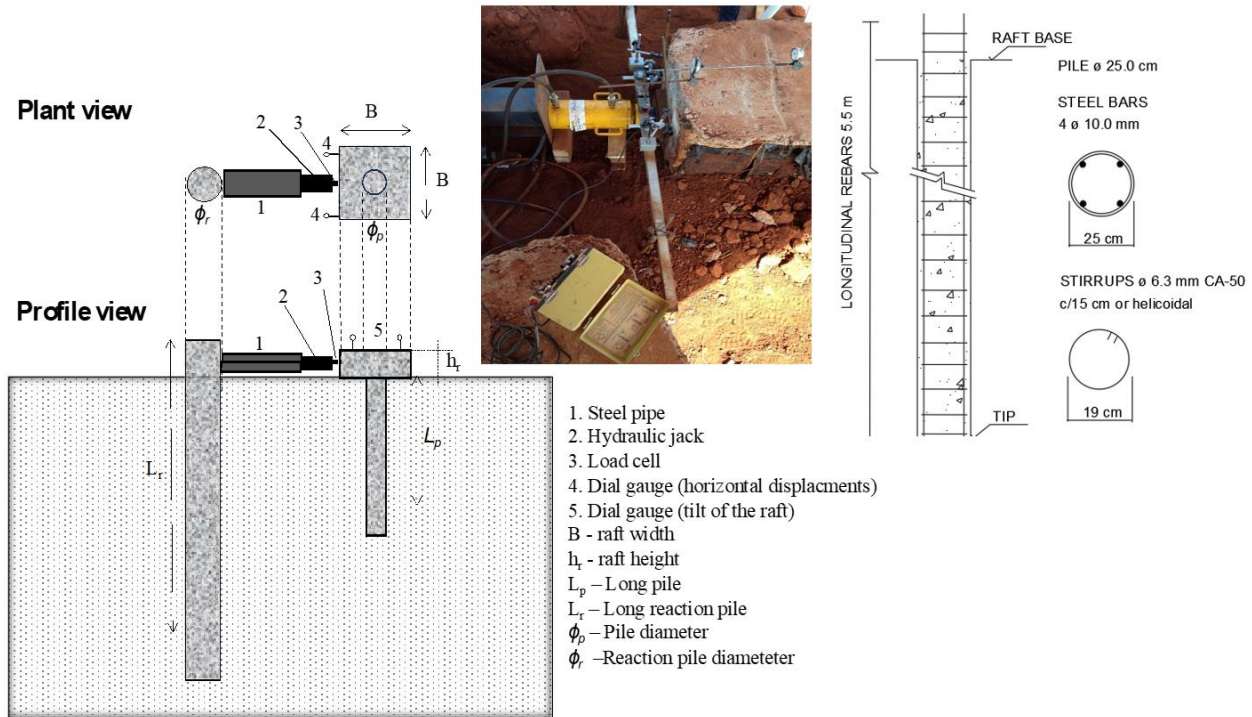 Plant view
2
3
B
4
B
1
4
ϕr
ϕp
Profile view
2
3
1
5
hr
Lp
Lr
1. Steel pipe
2. Hydraulic jack
3. Load cell
4. Dial gauge (horizontal displacments)
5. Dial gauge (tilt of the raft)
B - raft width
hr - raft height
Lp – Long pile
Lr – Long reaction pile
ϕp – Pile diameter
ϕr –Reaction pile diameteter
LONGITUDINAL REBARS 5.5 m
RAFT BASE
PILE ø 25.0 cm
STEEL BARS
4 ø 10.0 mm
25 cm
STIRRUPS ø 6.3 mm CA-50
c/15 cm or helicoidal
19 cm
TIP